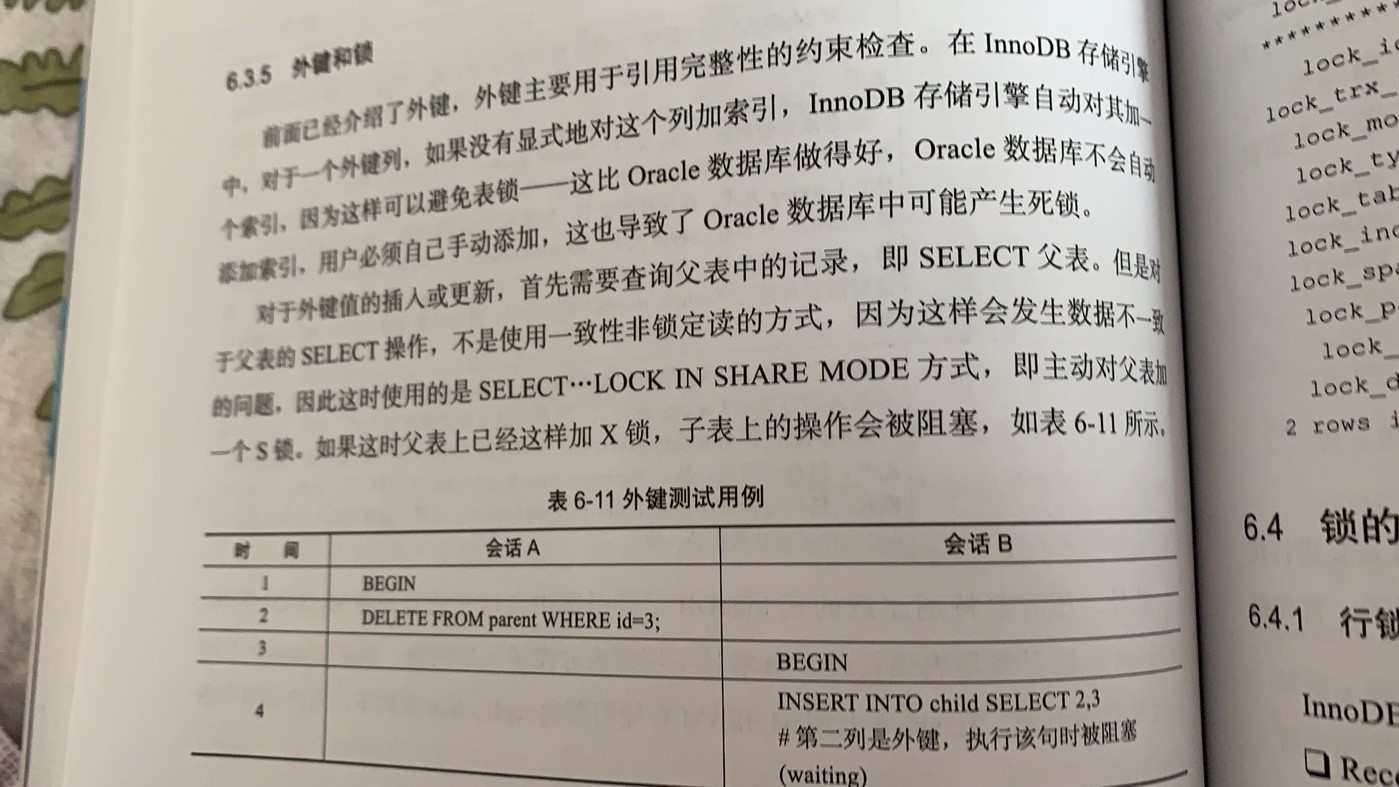 6.3.5 外键和锁
前面已经介绍了外键，外键主要用于引用完整性的约束检查。在 InnoDB 存储引擎
中，对于一个外键列，如果没有显式地对这个列加索引，InnoDB 存储引擎自动对其加一
个索引，因为这样可以避免表锁——这比 Oracle 数据库做得好，Oracle 数据库不会自动
添加索引，用户必须自己手动添加，这也导致了 Oracle 数据库中可能产生死锁。
对于外键值的插入或更新，首先需要查询父表中的记录，即 SELECT 父表。但是对
于父表的 SELECT 操作，不是使用一致性非锁定读的方式，因为这样会发生数据不一致
的问题，因此这时使用的是 SELECT…LOCK IN SHARE MODE 方式，即主动对父表加
一个 S 锁。如果这时父表上已经这样加 X 锁，子表上的操作会被阻塞，如表 6-11 所示。
表 6-11 外键测试用例
时 间 会话 A 会话 B
1 BEGIN
2 DELETE FROM parent WHERE id=3;
3 BEGIN
4 INSERT INTO child SELECT 2,3
# 第二列是外键，执行该句时被阻塞
(waiting)
lock_
**********
lock_i
lock_trx_
lock_mo
lock_ty
lock_ta
lock_ind
lock_spa
lock_p
lock_
lock_d
2 rows i
6.4 锁的
6.4.1 行锁
InnoDB
❑ Reco